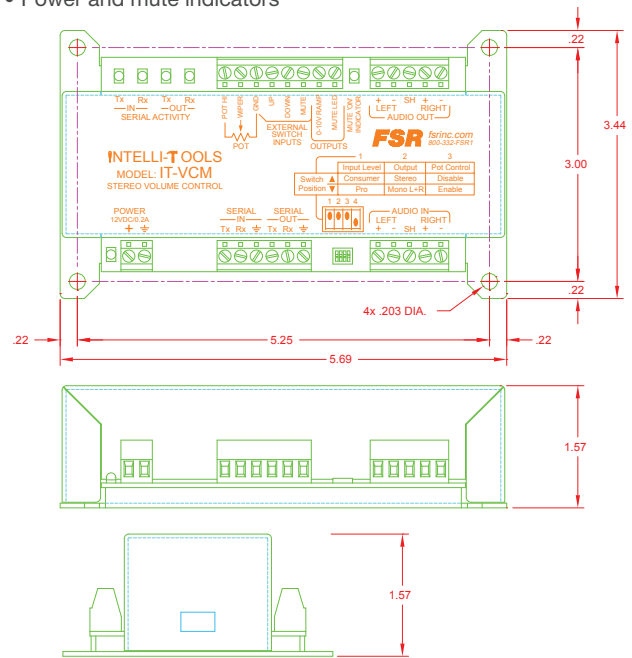 • Power and mute indicators
.22
3.44
3.00
.22
Tx Rx Tx Rx
IN OUT
SERIAL ACTIVITY
POT HI
WIPER
GND
UP
DOWN
MUTE
0-10V RAMP
MUTE LED
MUTE 'ON' INDICATOR
POT
EXTERNAL
SWITCH
INPUTS
OUTPUTS
+ - SH + -
LEFT RIGHT
AUDIO OUT
FSR fsrinc.com
800-332-FSR1
INTELLI-TOOLS
MODEL: IT-VCM
STEREO VOLUME CONTROL
1 2 3
Input Level Output Pot Control
Switch ▲ Consumer Stereo Disable
Position ▼ Pro Mono L+R Enable
1 2 3 4
POWER
12VDC/0.2A
+
SERIAL SERIAL
IN OUT
Tx Rx Tx Rx
AUDIO IN
LEFT RIGHT
+ - SH + -
4x .203 DIA.
.22 5.25 .22
5.69
1.57
1.57